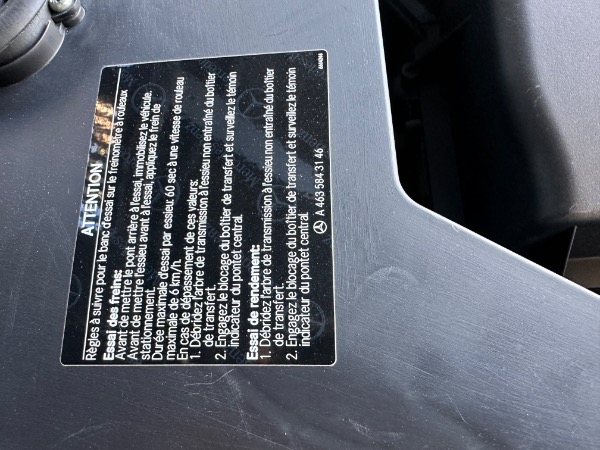 ATTENTION
Règles à suivre pour le banc d'essai sur le freinomètre à rouleaux
Essai des freins:
Avant de mettre le pont arrière à l'essai, immobilisez le véhicule.
Avant de mettre l'essieu avant à l'essai, appliquez le frein de
stationnement.
Durée maximale d'essai par essieu: 60 sec à une vitesse de rouleau
maximale de 6 km/h.
En cas de dépassement de ces valeurs:
1. Débridez l'arbre de transmission à l'essieu non entraîné du boîtier
de transfert.
2. Engagez le blocage du boîtier de transfert et surveillez le témoin
indicateur du pontet central.
Essai de rendement:
1. Débridez l'arbre de transmission à l'essieu non entraîné du boîtier
de transfert.
2. Engagez le blocage du boîtier de transfert et surveillez le témoin
indicateur du pontet central.
A 463 584 31 46